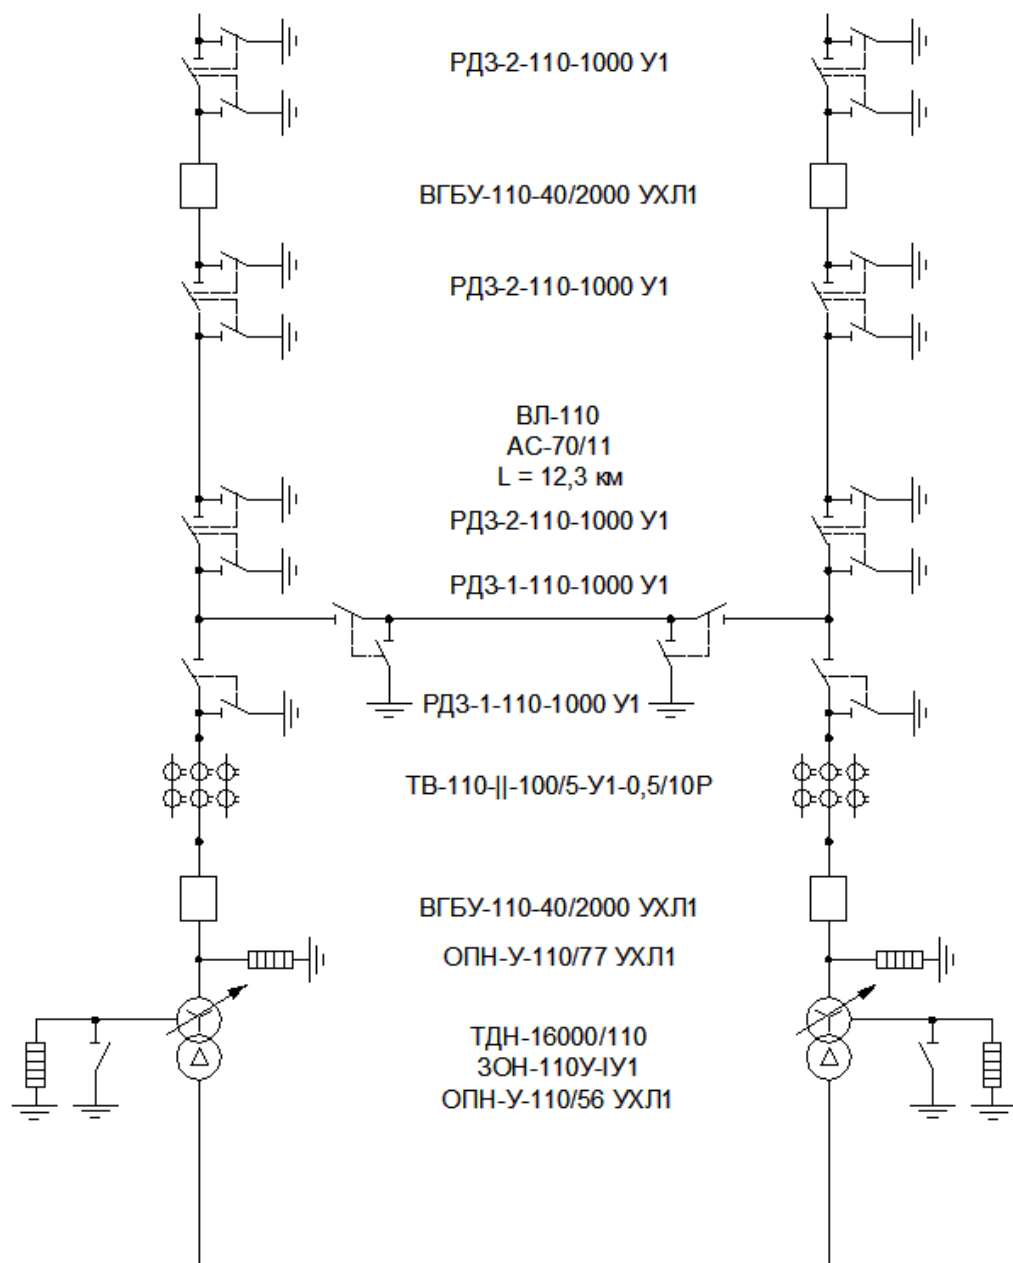 РДЗ-2-110-1000 У1
ВГБУ-110-40/2000 УХЛ1
РДЗ-2-110-1000 У1
ВЛ-110
АС-70/11
L = 12,3 км
РДЗ-2-110-1000 У1
РДЗ-1-110-1000 У1
РДЗ-1-110-1000 У1
ТВ-110-||-100/5-У1-0,5/10Р
ВГБУ-110-40/2000 УХЛ1
ОПН-У-110/77 УХЛ1
ТДН-16000/110
ЗОН-110У-IУ1
ОПН-У-110/56 УХЛ1